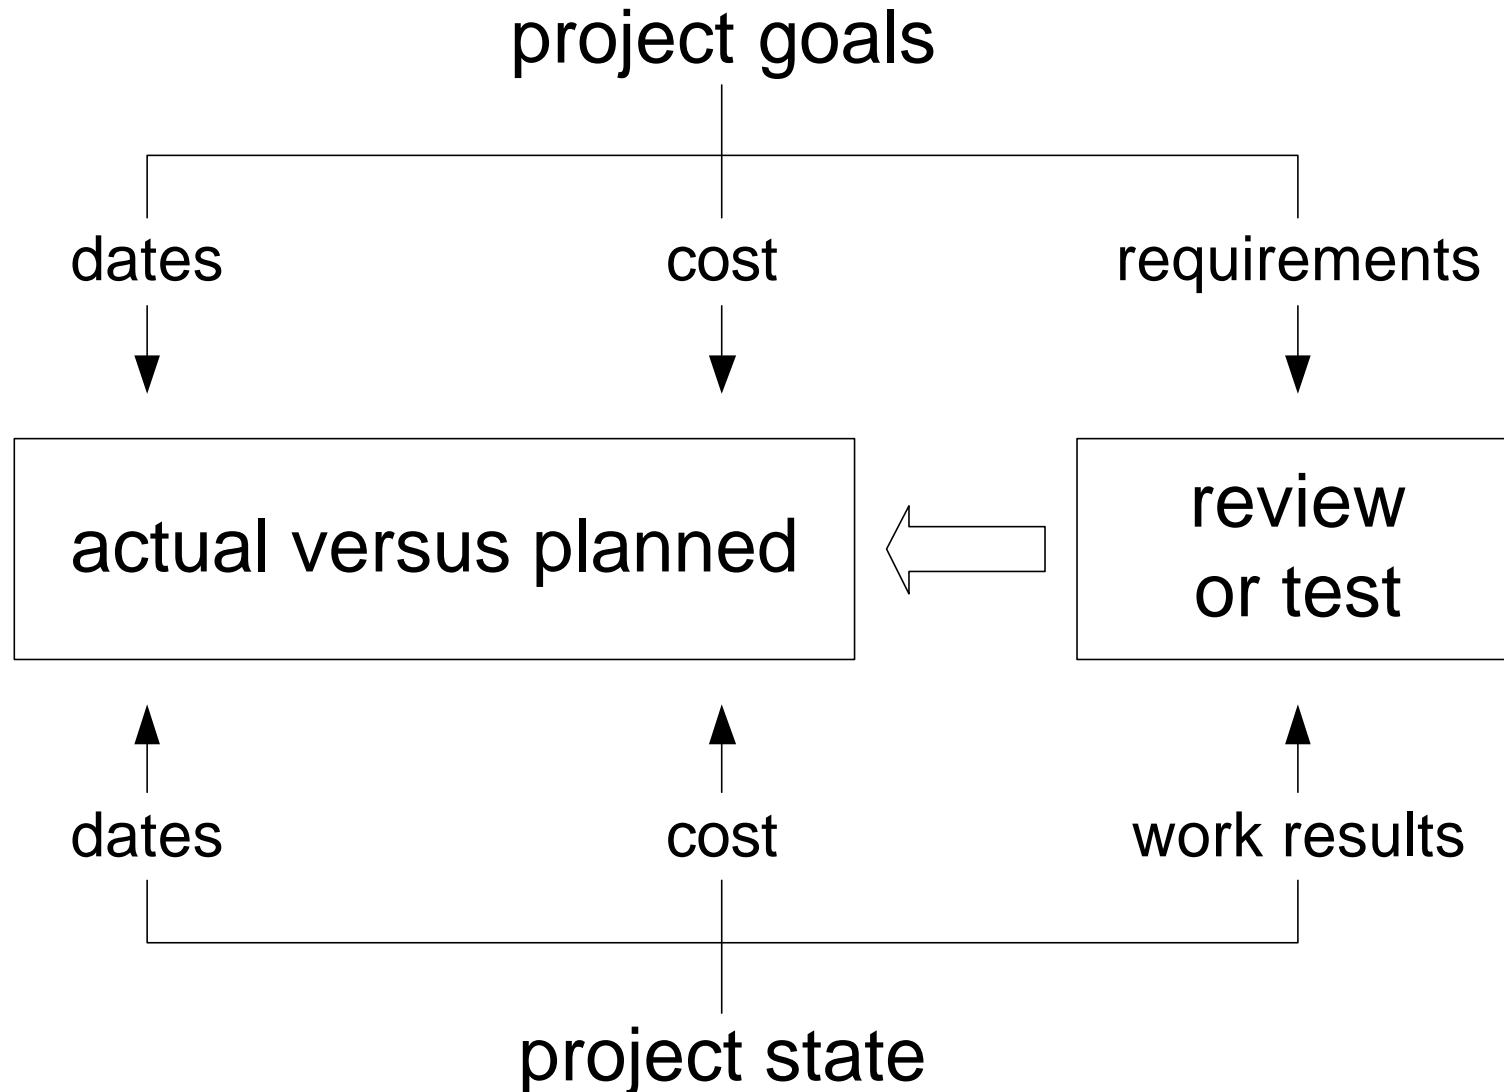 project goals
dates
cost
requirements
actual versus planned
review
or test
dates
cost
work results
project state